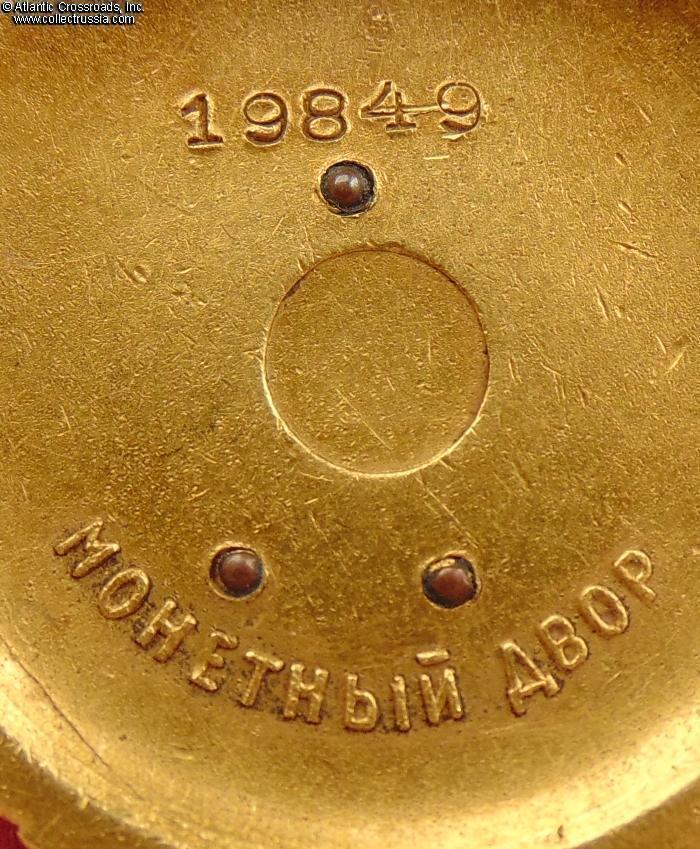 © Atlantic Crossroads, Inc.
www.collectrussia.com
19849
МОНЕТНЫЙ ДВОР